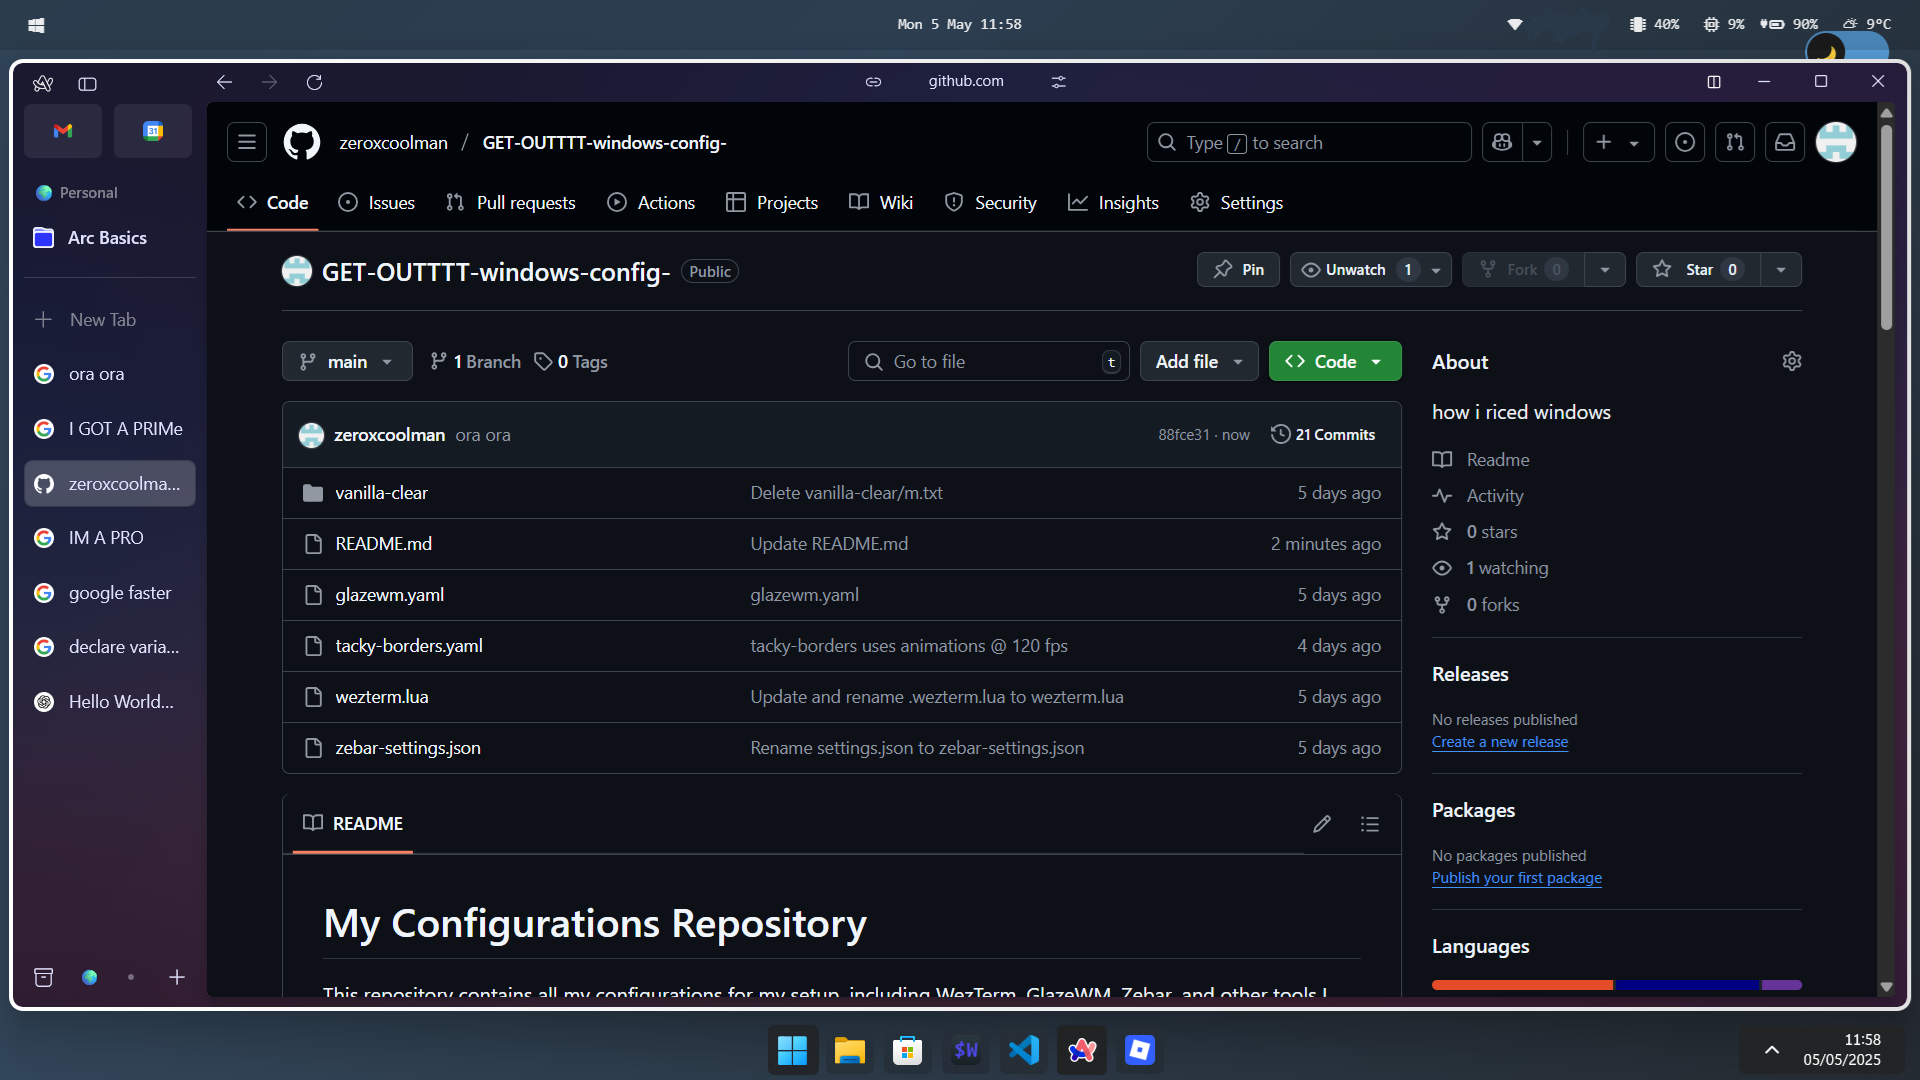 Mon 5 May 11:58
40%
9%
90%
9°C
github.com
31
Personal
Arc Basics
New Tab
ora ora
I GOT A PRIMe
zeroxcoolma...
IM A PRO
google faster
declare varia...
Hello World...
zeroxcoolman / GET-OUTTTT-windows-config-
Type / to search
Code
Issues
Pull requests
Actions
Projects
Wiki
Security
Insights
Settings
GET-OUTTTT-windows-config- Public
Pin
Unwatch 1
Fork 0
Star 0
main
1 Branch
0 Tags
Go to file t
Add file
Code
zeroxcoolman ora ora 88fce31 · now 21 Commits
vanilla-clear Delete vanilla-clear/m.txt 5 days ago
README.md Update README.md 2 minutes ago
glazewm.yaml glazewm.yaml 5 days ago
tacky-borders.yaml tacky-borders uses animations @ 120 fps 4 days ago
wezterm.lua Update and rename .wezterm.lua to wezterm.lua 5 days ago
zebar-settings.json Rename settings.json to zebar-settings.json 5 days ago
README
My Configurations Repository
This repository contains all my configurations for my setup, including WezTerm, GlazeWM, Zebar, and other tools I
About
how i riced windows
Readme
Activity
0 stars
1 watching
0 forks
Releases
No releases published
Create a new release
Packages
No packages published
Publish your first package
Languages
$W
11:58
05/05/2025